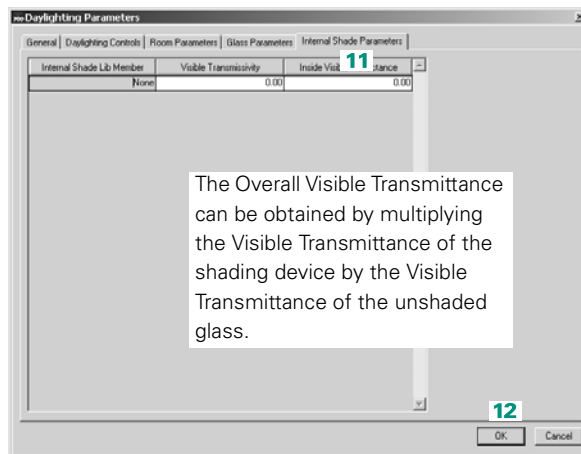 Daylighting Parameters
General Daylighting Controls Room Parameters Glass Parameters Internal Shade Parameters
11
Internal Shade Lib Member Visible Transmissivity Inside
None 0.00 0.00
The Overall Visible Transmittance
can be obtained by multiplying
the Visible Transmittance of the
shading device by the Visible
Transmittance of the unshaded
glass.
12
OK Cancel